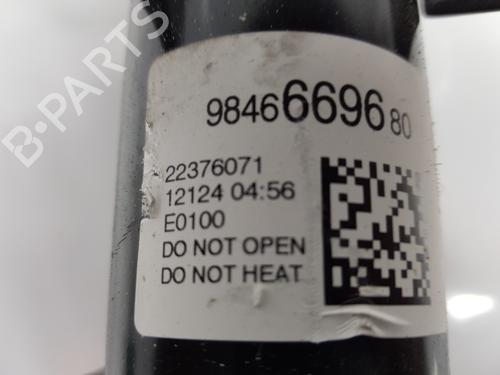 9846669680
22376071
12124 04:56
E0100
DO NOT OPEN
DO NOT HEAT
B-PARTS